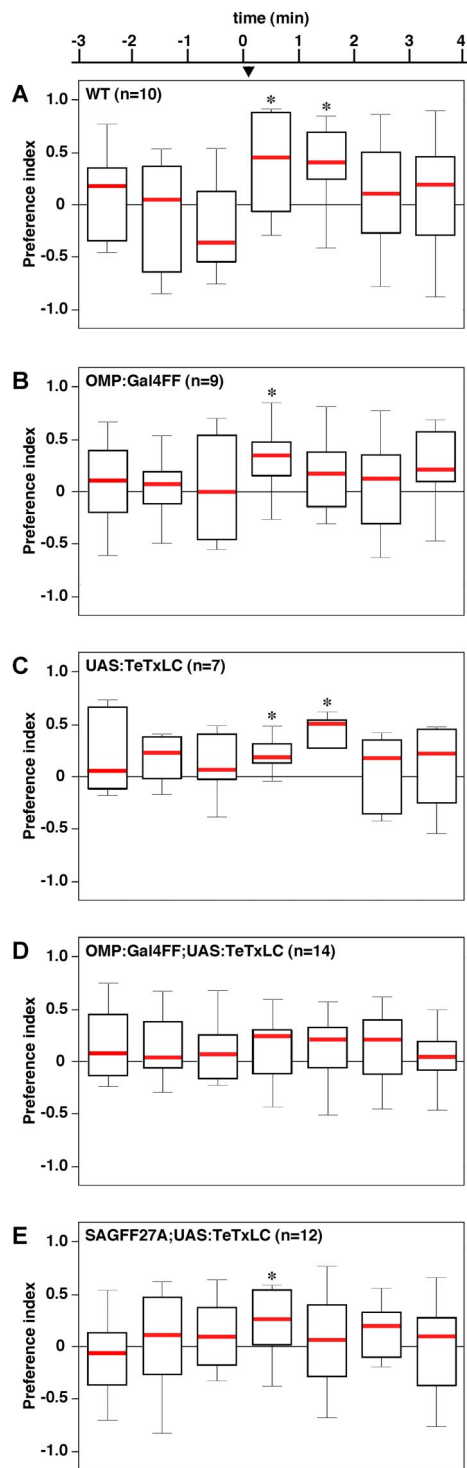 time (min)
-3 -2 -1 0 1 2 3 4
A
WT (n=10)
* *
Preference index
1.0
0.5
0
-0.5
-1.0
B
OMP:Gal4FF (n=9)
*
Preference index
1.0
0.5
0
-0.5
-1.0
C
UAS:TeTxLC (n=7)
* *
Preference index
1.0
0.5
0
-0.5
-1.0
D
OMP:Gal4FF;UAS:TeTxLC (n=14)
Preference index
1.0
0.5
0
-0.5
-1.0
E
SAGFF27A;UAS:TeTxLC (n=12)
*
Preference index
1.0
0.5
0
-0.5
-1.0